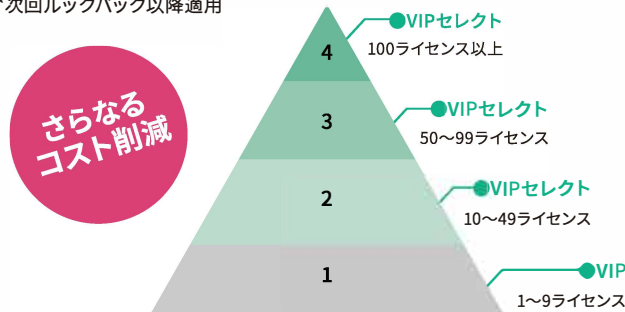 次回ルックバック以降適用
さらなる
コスト削減
4
VIPセレクト
100ライセンス以上
3
VIPセレクト
50〜99ライセンス
2
VIPセレクト
10〜49ライセンス
1
VIP
1〜9ライセンス